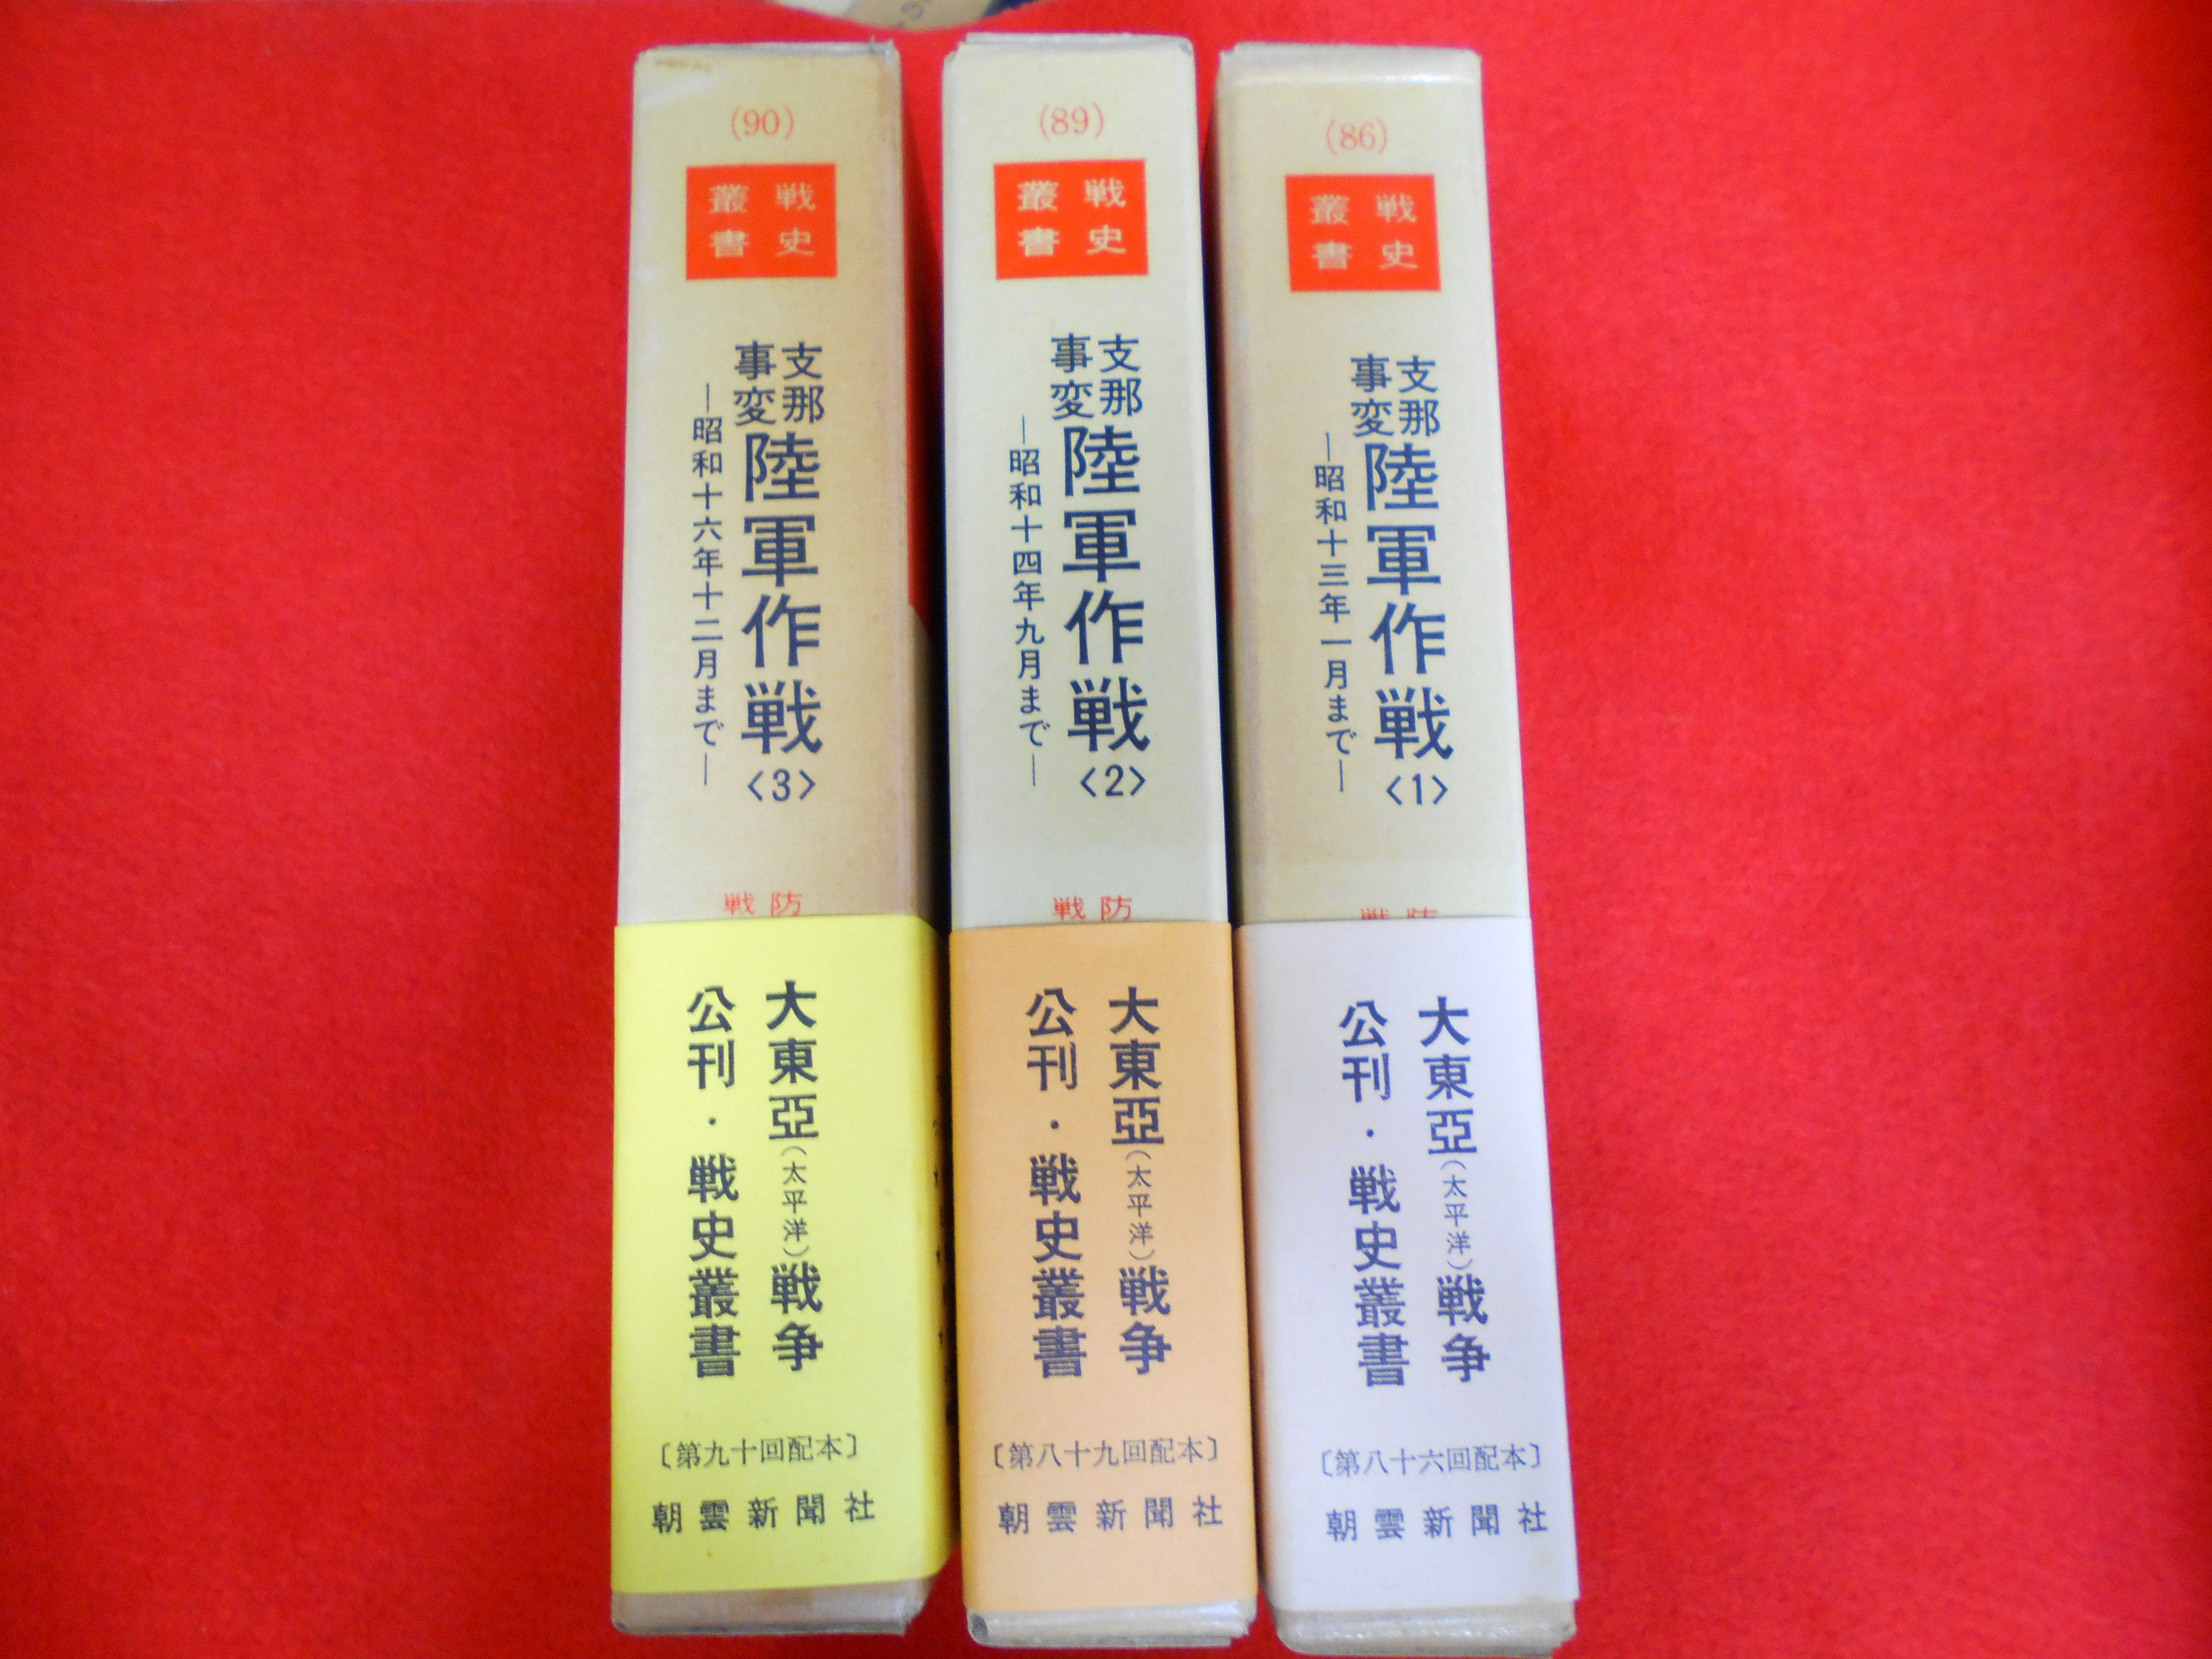 (86)
戦史
叢書
支那
事変
陸軍作戦〈1〉
―昭和十三年一月まで―
防
戦
大東亞(太平洋)戦争
公刊・戦史叢書
〔第八十六回配本〕
朝雲新聞社
(89)
戦史
叢書
支那
事変
陸軍作戦〈2〉
―昭和十四年九月まで―
防
戦
大東亞(太平洋)戦争
公刊・戦史叢書
〔第八十九回配本〕
朝雲新聞社
(90)
戦史
叢書
支那
事変
陸軍作戦〈3〉
―昭和十六年十二月まで―
防
戦
大東亞(太平洋)戦争
公刊・戦史叢書
〔第九十回配本〕
朝雲新聞社